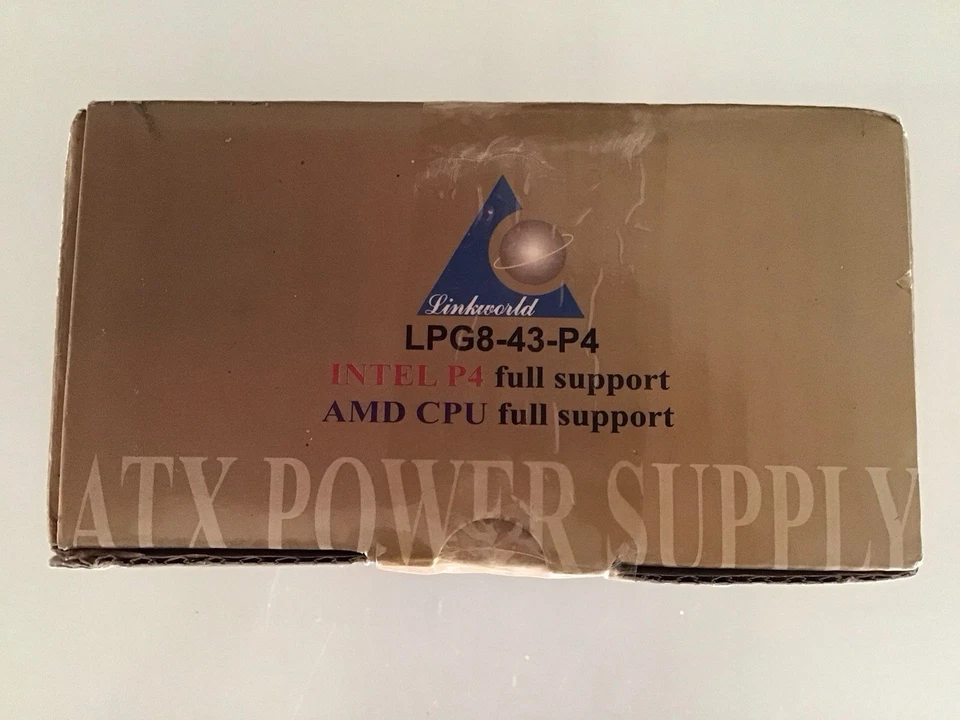 Linkworld
LPG8-43-P4
INTEL P4 full support
AMD CPU full support
ATX POWER SUPPLY